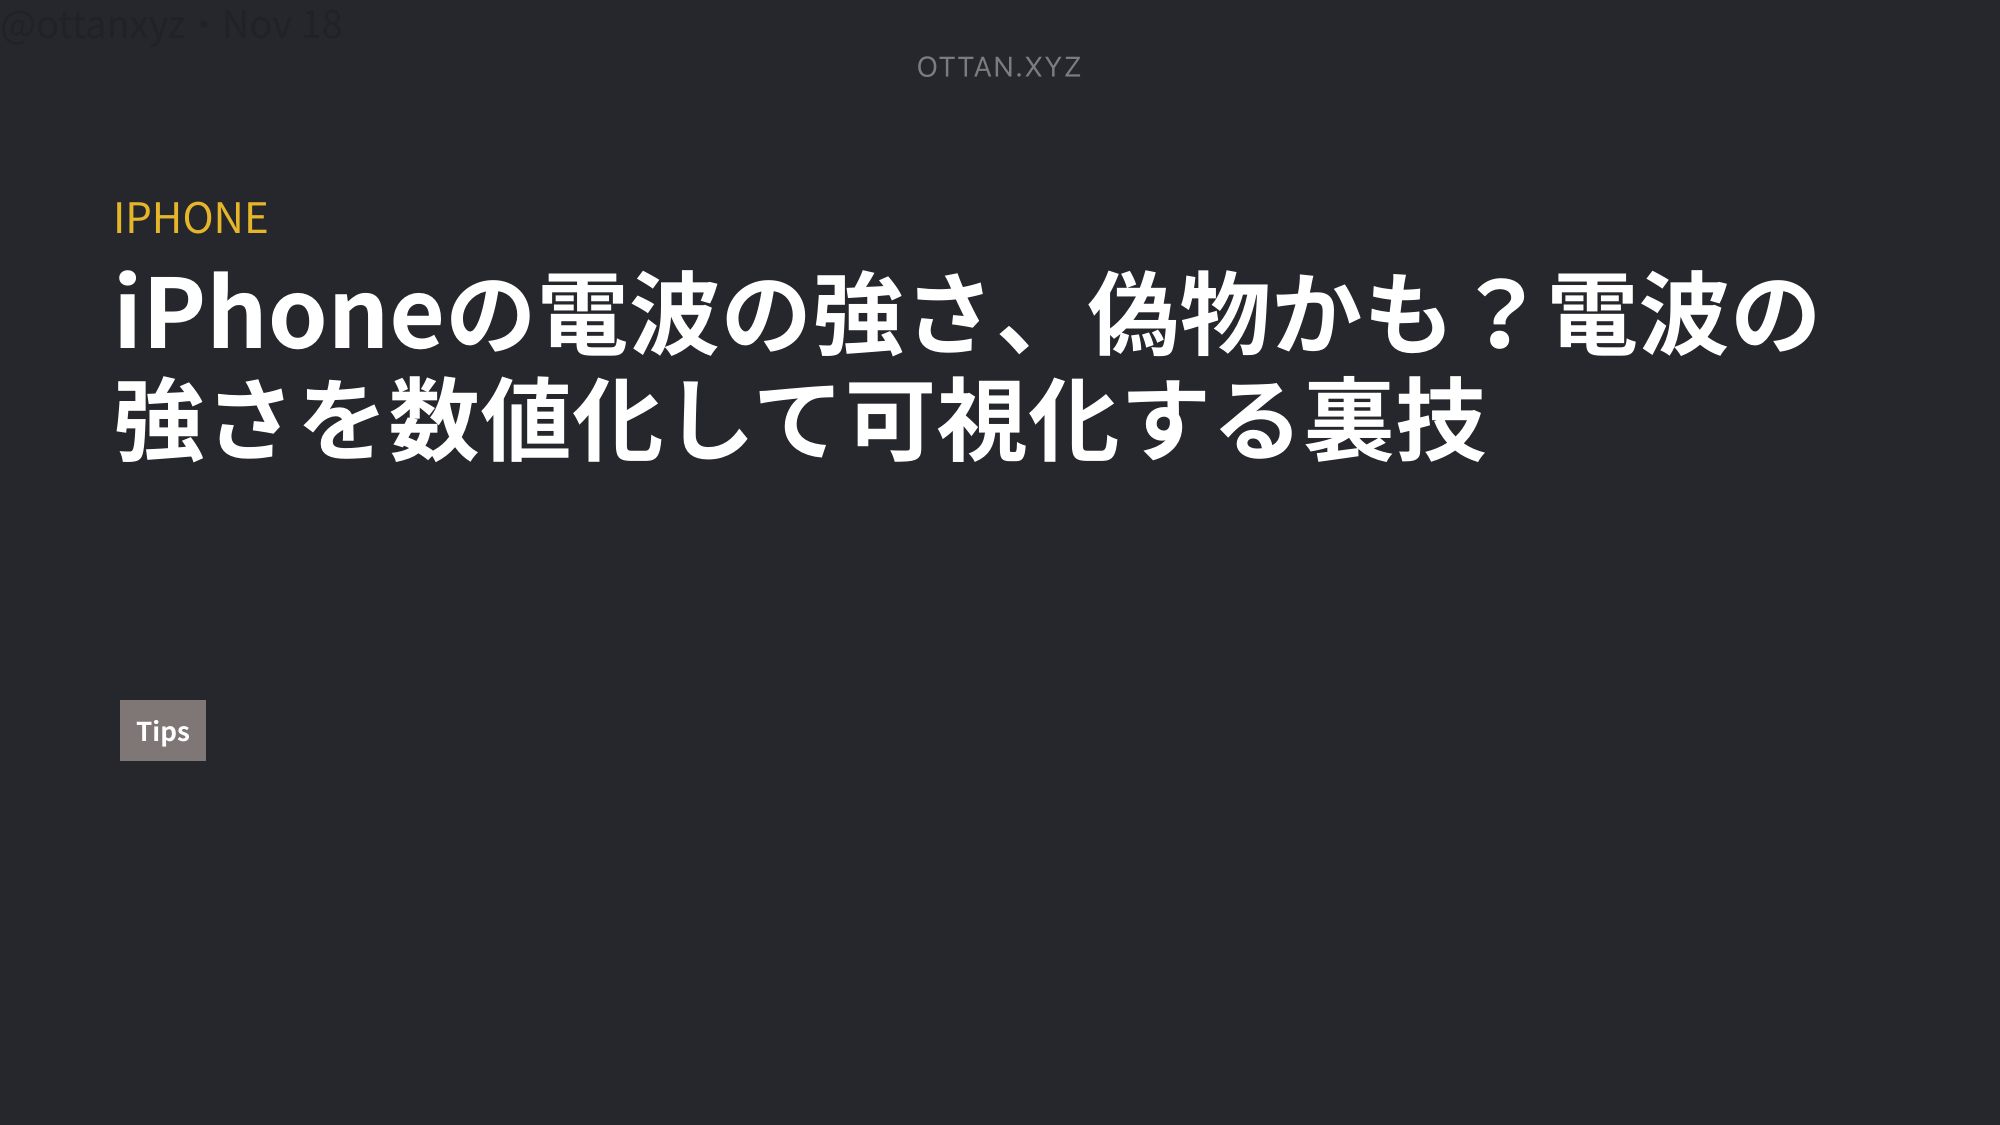 @ottanxyz・Nov 18
OTTAN.XYZ
IPHONE
iPhoneの電波の強さ、偽物かも？電波の
強さを数値化して可視化する裏技
Tips